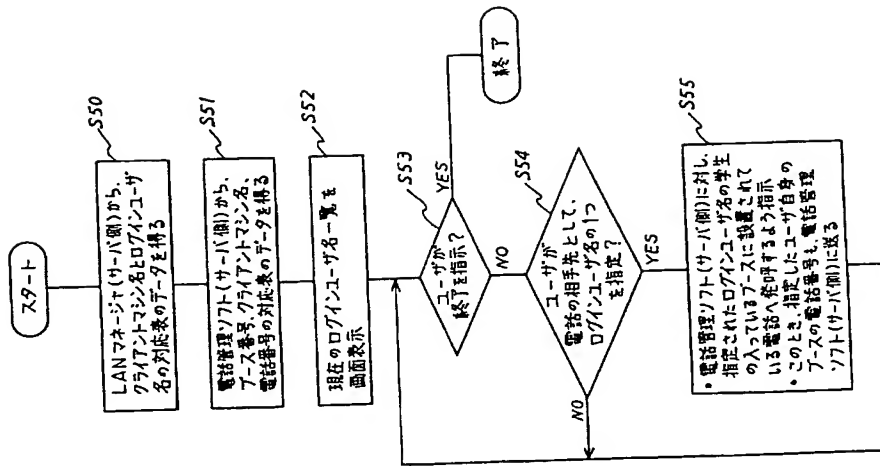 スタート
S50
LANマネージャ(サーバ側)から、
クライアントマシン名とログインユーザ
名の対応表のデータを得る
S51
電話管理ソフト(サーバ側)から、
ブース番号、クライアントマシン名、
電話番号の対応表のデータを得る
S52
現在のログインユーザ名一覧を
画面表示
S53
ユーザが
終了を指示?
YES
終了
NO
S54
ユーザが
電話の相手先として、
ログインユーザ名の1つ
を指定?
NO
YES
S55
• 電話管理ソフト(サーバ側)に対し、
指定されたログインユーザ名の学生
の入っているブースに設置されて
いる電話へ発呼するよう指示
• このとき、指定したユーザ自身の
ブースの電話番号も、電話管理
ソフト(サーバ側)に送る